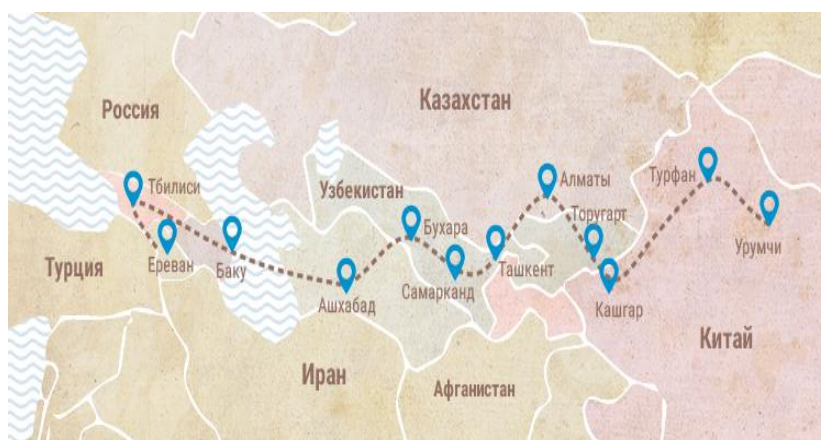 Казахстан
Россия
Тбилиси
Узбекистан
Алматы
Турфан
Бухара
Торугарт
Турция
Ереван
Баку
Ташкент
Урумчи
Ашхабад
Самарканд
Кашгар
Китай
Иран
Афганистан